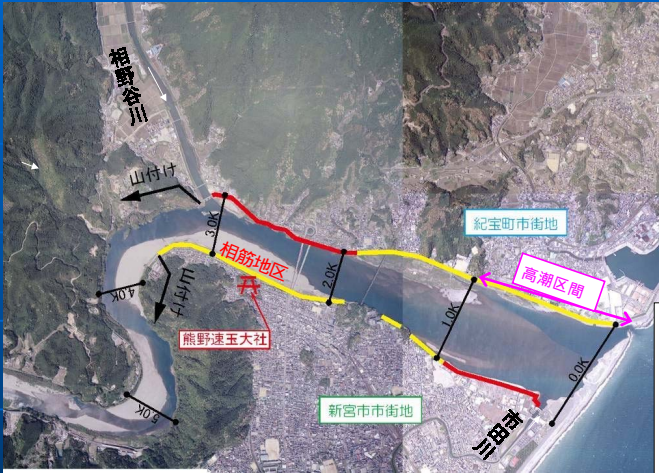 相野谷川
山付け
3.0K
紀宝町市街地
相筋地区
2.0K
高潮区間
山付け
4.0K
1.0K
熊野速玉大社
0.0K
5.0K
新宮市市街地
市田川